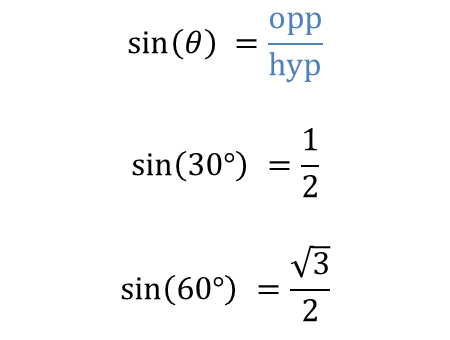 sin(θ) = opp/hyp
sin(30°) = 1/2
sin(60°) = √3/2